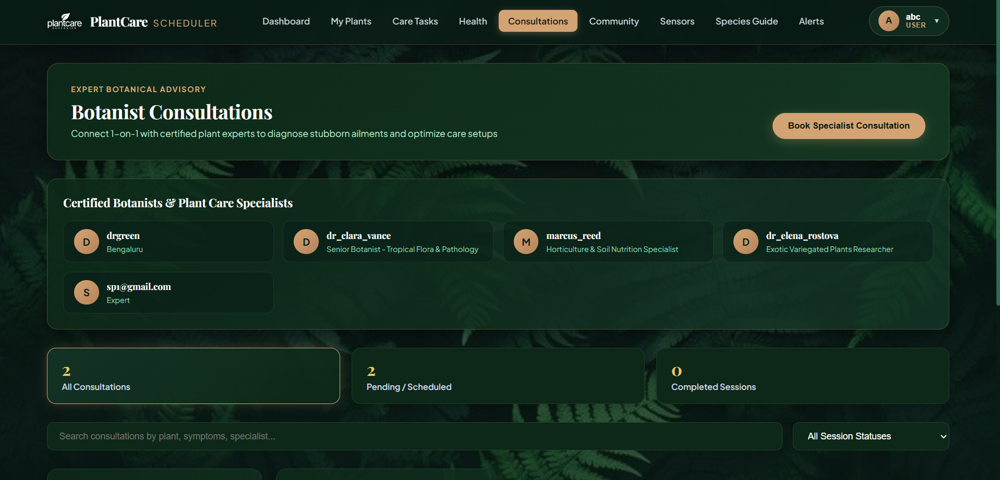 plantcare
SCHEDULER
PlantCare SCHEDULER
Dashboard
My Plants
Care Tasks
Health
Consultations
Community
Sensors
Species Guide
Alerts
A
abc
USER
EXPERT BOTANICAL ADVISORY
Botanist Consultations
Connect 1-on-1 with certified plant experts to diagnose stubborn ailments and optimize care setups
Book Specialist Consultation
Certified Botanists & Plant Care Specialists
D
drgreen
Bengaluru
D
dr_clara_vance
Senior Botanist - Tropical Flora & Pathology
M
marcus_reed
Horticulture & Soil Nutrition Specialist
D
dr_elena_rostova
Exotic Variegated Plants Researcher
S
sp1@gmail.com
Expert
2
All Consultations
2
Pending / Scheduled
0
Completed Sessions
Search consultations by plant, symptoms, specialist...
All Session Statuses